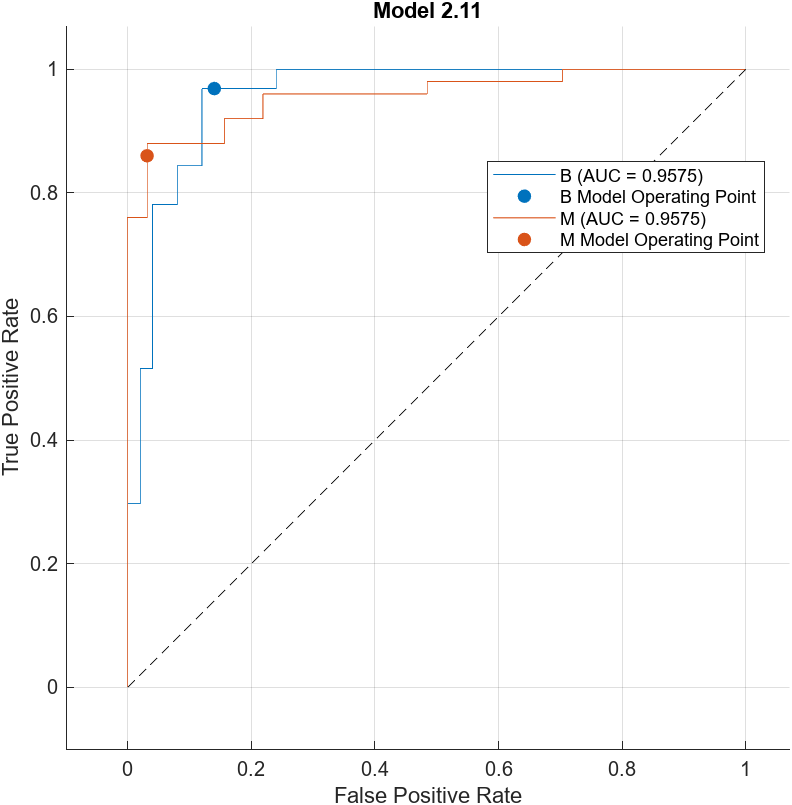 Model 2.11
True Positive Rate
1
0.8
0.6
0.4
0.2
0
B (AUC = 0.9575)
B Model Operating Point
M (AUC = 0.9575)
M Model Operating Point
0 0.2 0.4 0.6 0.8 1
False Positive Rate